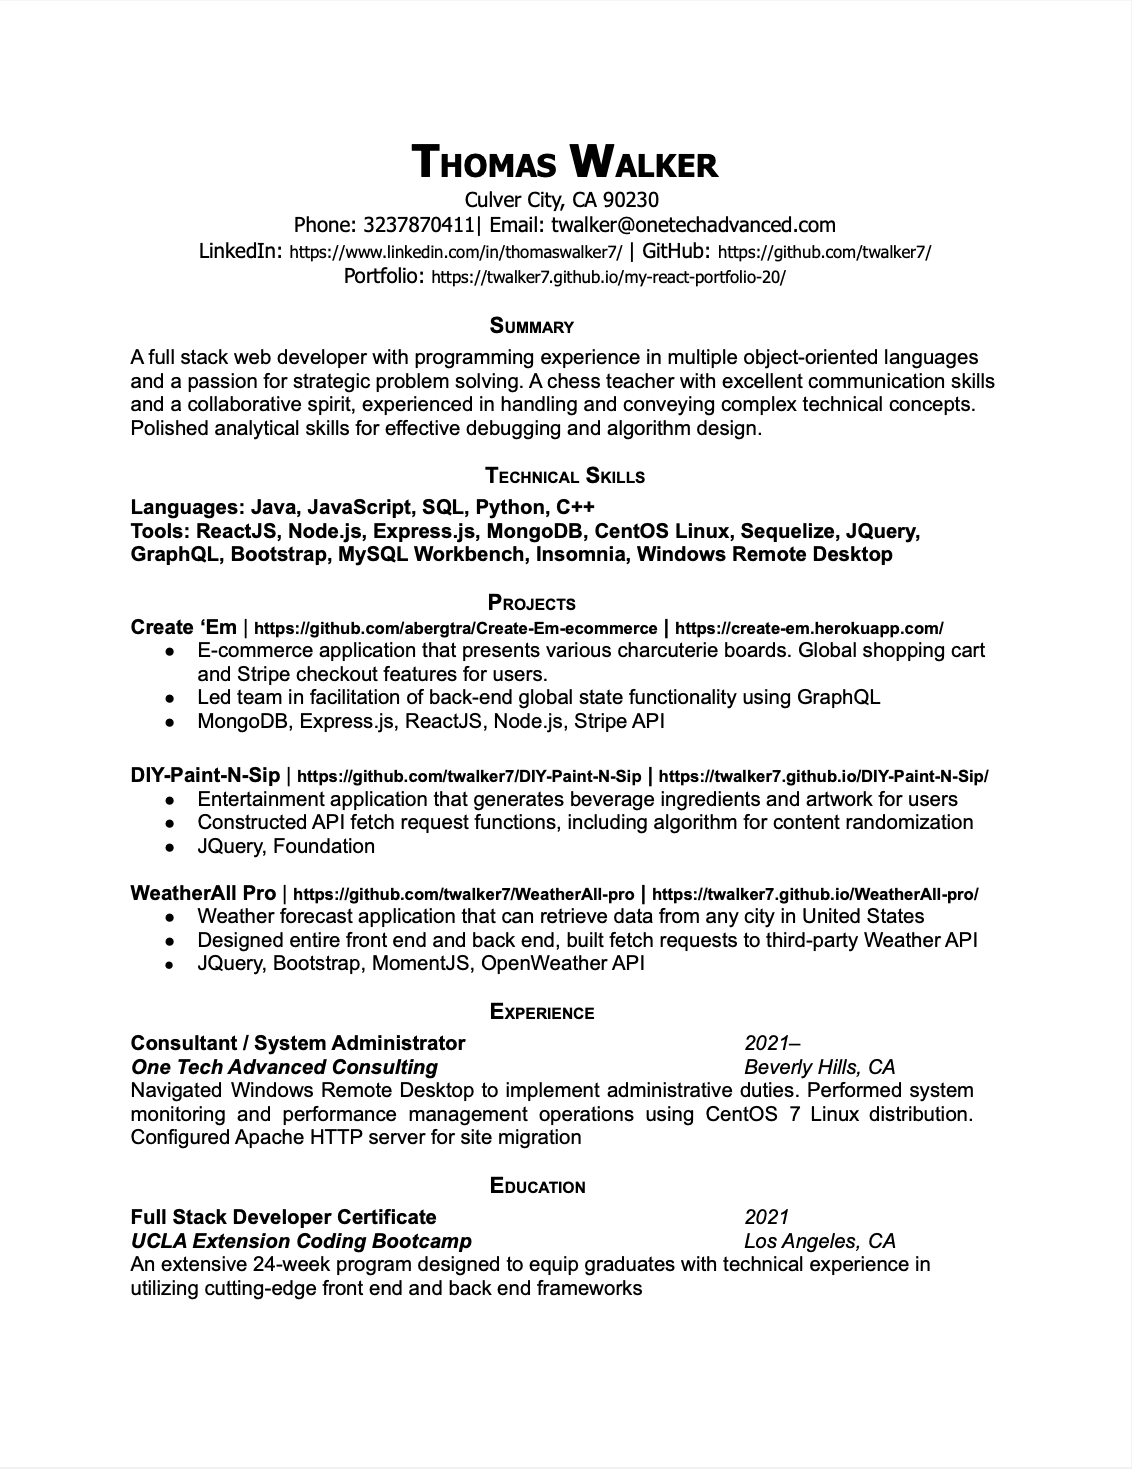 THOMAS WALKER
Culver City, CA 90230
Phone: 3237870411| Email: twalker@onetechadvanced.com
LinkedIn: https://www.linkedin.com/in/thomaswalker7/ | GitHub: https://github.com/twalker7/
Portfolio: https://twalker7.github.io/my-react-portfolio-20/
SUMMARY
A full stack web developer with programming experience in multiple object-oriented languages
and a passion for strategic problem solving. A chess teacher with excellent communication skills
and a collaborative spirit, experienced in handling and conveying complex technical concepts.
Polished analytical skills for effective debugging and algorithm design.
TECHNICAL SKILLS
Languages: Java, JavaScript, SQL, Python, C++
Tools: ReactJS, Node.js, Express.js, MongoDB, CentOS Linux, Sequelize, JQuery,
GraphQL, Bootstrap, MySQL Workbench, Insomnia, Windows Remote Desktop
PROJECTS
Create ‘Em | https://github.com/abergtra/Create-Em-ecommerce | https://create-em.herokuapp.com/
● E-commerce application that presents various charcuterie boards. Global shopping cart
and Stripe checkout features for users.
● Led team in facilitation of back-end global state functionality using GraphQL
● MongoDB, Express.js, ReactJS, Node.js, Stripe API
DIY-Paint-N-Sip | https://github.com/twalker7/DIY-Paint-N-Sip | https://twalker7.github.io/DIY-Paint-N-Sip/
● Entertainment application that generates beverage ingredients and artwork for users
● Constructed API fetch request functions, including algorithm for content randomization
● JQuery, Foundation
WeatherAll Pro | https://github.com/twalker7/WeatherAll-pro | https://twalker7.github.io/WeatherAll-pro/
● Weather forecast application that can retrieve data from any city in United States
● Designed entire front end and back end, built fetch requests to third-party Weather API
● JQuery, Bootstrap, MomentJS, OpenWeather API
EXPERIENCE
Consultant / System Administrator 2021–
One Tech Advanced Consulting Beverly Hills, CA
Navigated Windows Remote Desktop to implement administrative duties. Performed system
monitoring and performance management operations using CentOS 7 Linux distribution.
Configured Apache HTTP server for site migration
EDUCATION
Full Stack Developer Certificate 2021
UCLA Extension Coding Bootcamp Los Angeles, CA
An extensive 24-week program designed to equip graduates with technical experience in
utilizing cutting-edge front end and back end frameworks